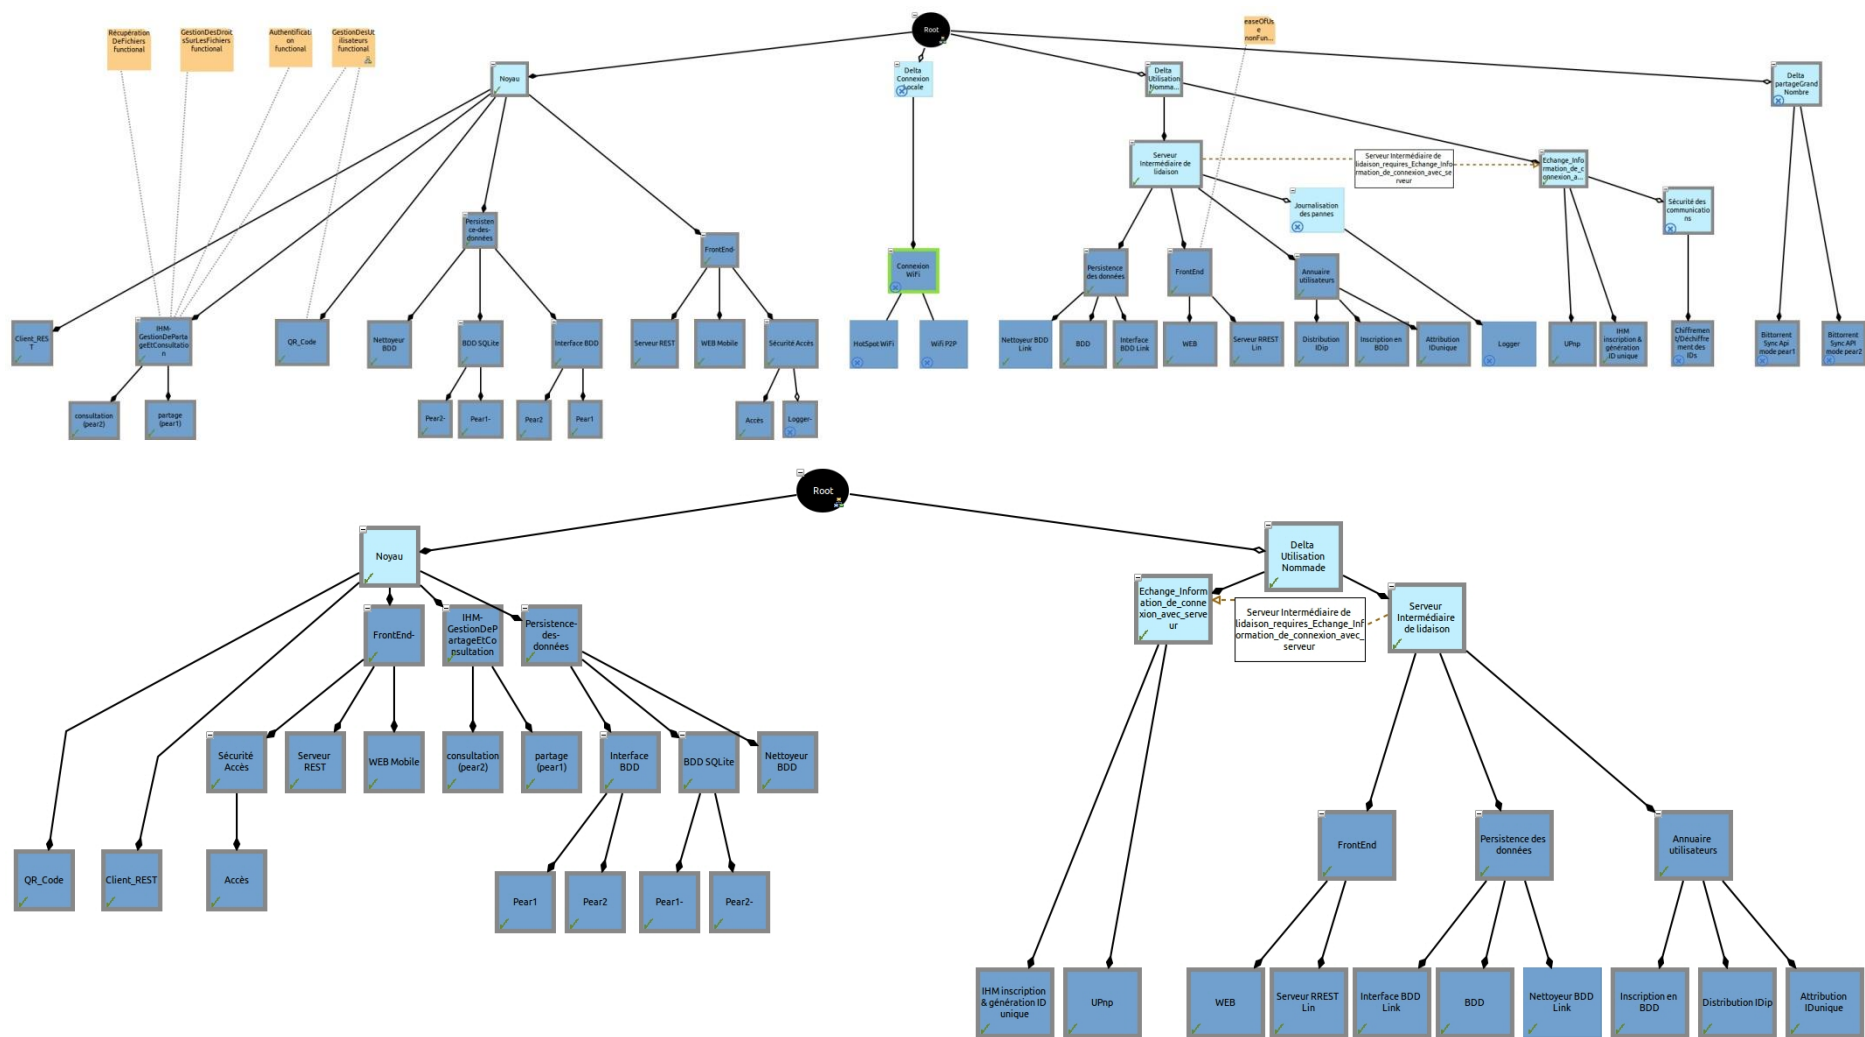 Récupération
DeFichiers
functional
GestionDesDroit
sSurLesFichiers
functional
Authentificati
on
functional
GestionDesUt
ilisateurs
functional
easeOfUs
e
nonFun...
Root
Noyau
Delta
Connexion
Locale
Delta
Utilisation
Nomma...
Delta
partageGrand
Nombre
Serveur
Intermédiaire de
lidaison
Serveur Intermédiaire de
lidaison_requires_Echange_Info
rmation_de_connexion_avec_se
rveur
Echange_Info
rmation_de_c
onnexion_a...
Journalisation
des pannes
Sécurité des
communicatio
ns
Persisten
ce-des-
données
FrontEnd-
Connexion
WiFi
Persistence
des données
FrontEnd
Annuaire
utilisateurs
Client_RES
T
IHM-
GestionDeParta
geEtConsultatio
n
QR_Code
Nettoyeur
BDD
BDD SQLite
Interface BDD
Serveur REST
WEB Mobile
Sécurité Accès
HotSpot WiFi
Wifi P2P
Nettoyeur BDD
Link
BDD
Interface
BDD Link
WEB
Serveur RREST
Lin
Distribution
IDip
Inscription en
BDD
Attribution
IDunique
Logger
UPnp
IHM
inscription &
génération
ID unique
Chiffremen
t/Déchiffre
ment des
IDs
Bittorrent
Sync Api
mode pear1
Bittorrent
Sync API
mode pear2
consultation
(pear2)
partage
(pear1)
Pear2-
Pear1-
Pear2
Pear1
Accès
Logger-
Root
Noyau
Delta
Utilisation
Nommade
Echange_Inform
ation_de_conne
xion_avec_serve
ur
Serveur Intermédiaire de
lidaison_requires_Echange_Inf
ormation_de_connexion_avec_
serveur
Serveur
Intermédiaire
de lidaison
FrontEnd-
IHM-
GestionDeP
artageEtCo
nsultation
Persistence-
des-
données
Sécurité
Accès
Serveur
REST
WEB Mobile
consultation
(pear2)
partage
(pear1)
Interface
BDD
BDD SQLite
Nettoyeur
BDD
FrontEnd
Persistence des
données
Annuaire
utilisateurs
QR_Code
Client_REST
Accès
Pear1
Pear2
Pear1-
Pear2-
IHM inscription
& génération ID
unique
UPnp
WEB
Serveur RREST
Lin
Interface BDD
Link
BDD
Nettoyeur BDD
Link
Inscription en
BDD
Distribution IDip
Attribution
IDunique